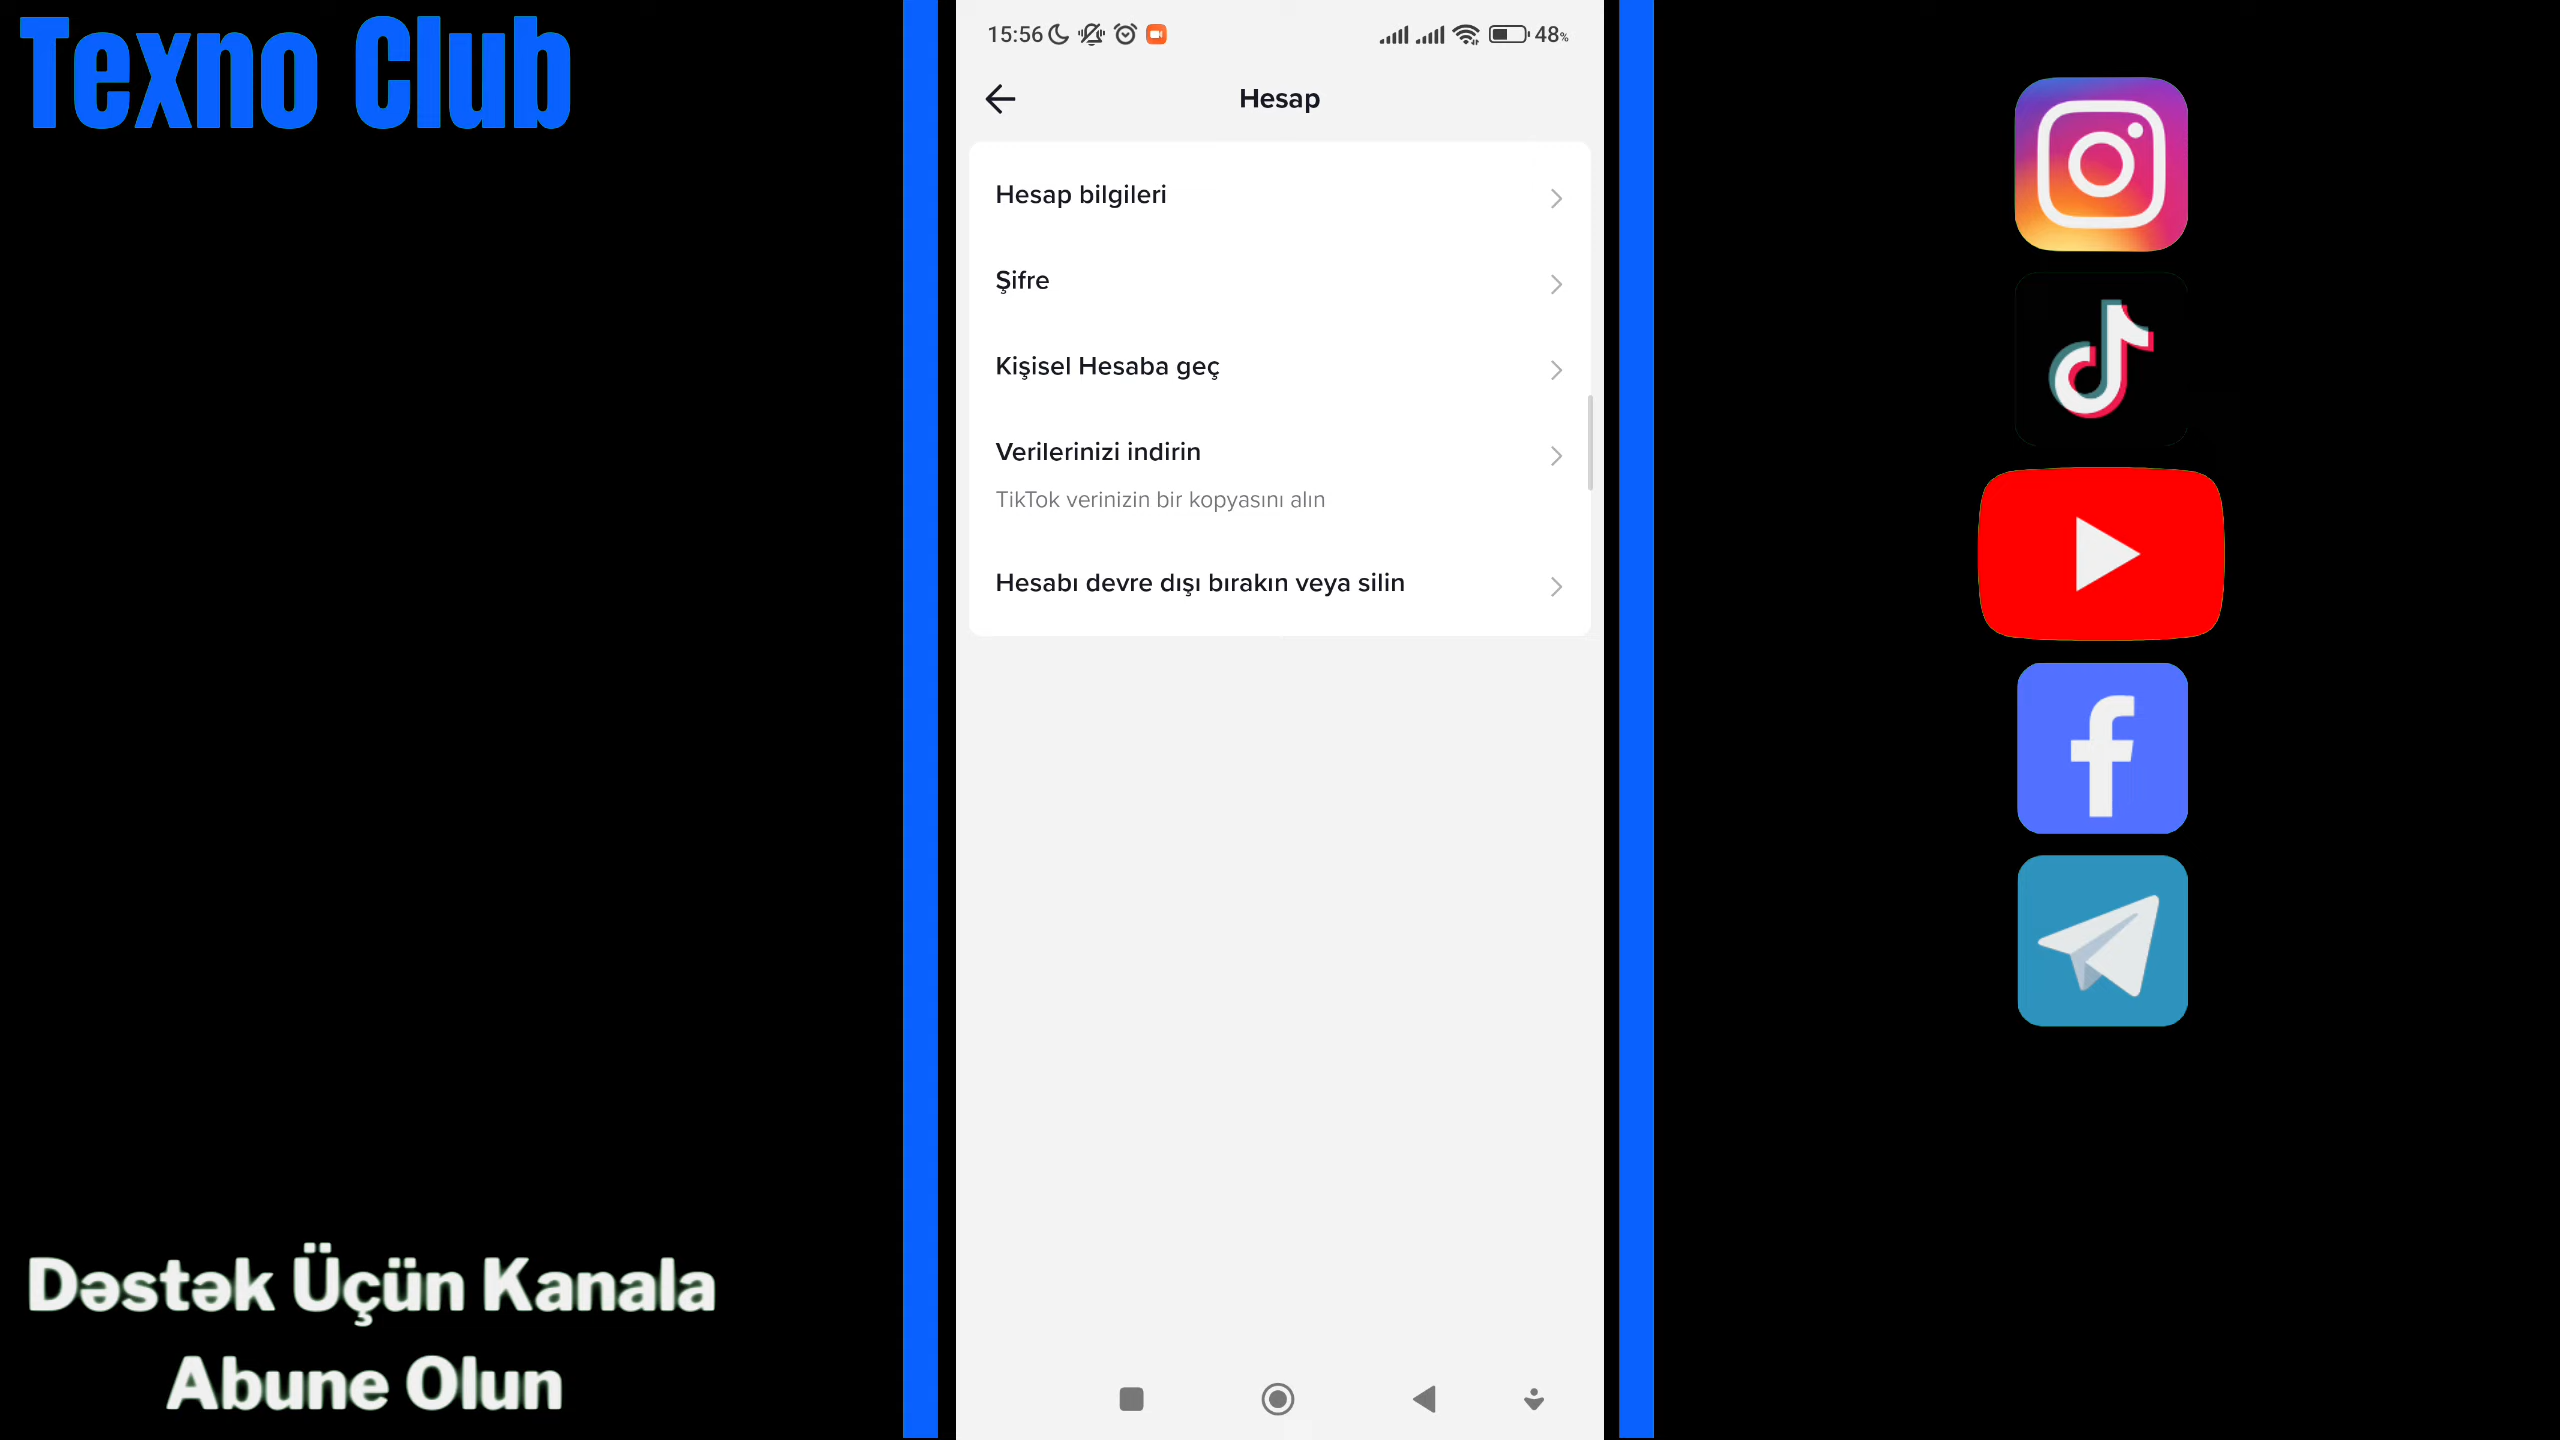 Texno Club
15:56
48%
Hesap
Hesap bilgileri
Şifre
Kişisel Hesaba geç
Verilerinizi indirin
TikTok verinizin bir kopyasını alın
Hesabı devre dışı bırakın veya silin
Dəstək Üçün Kanala
Abune Olun